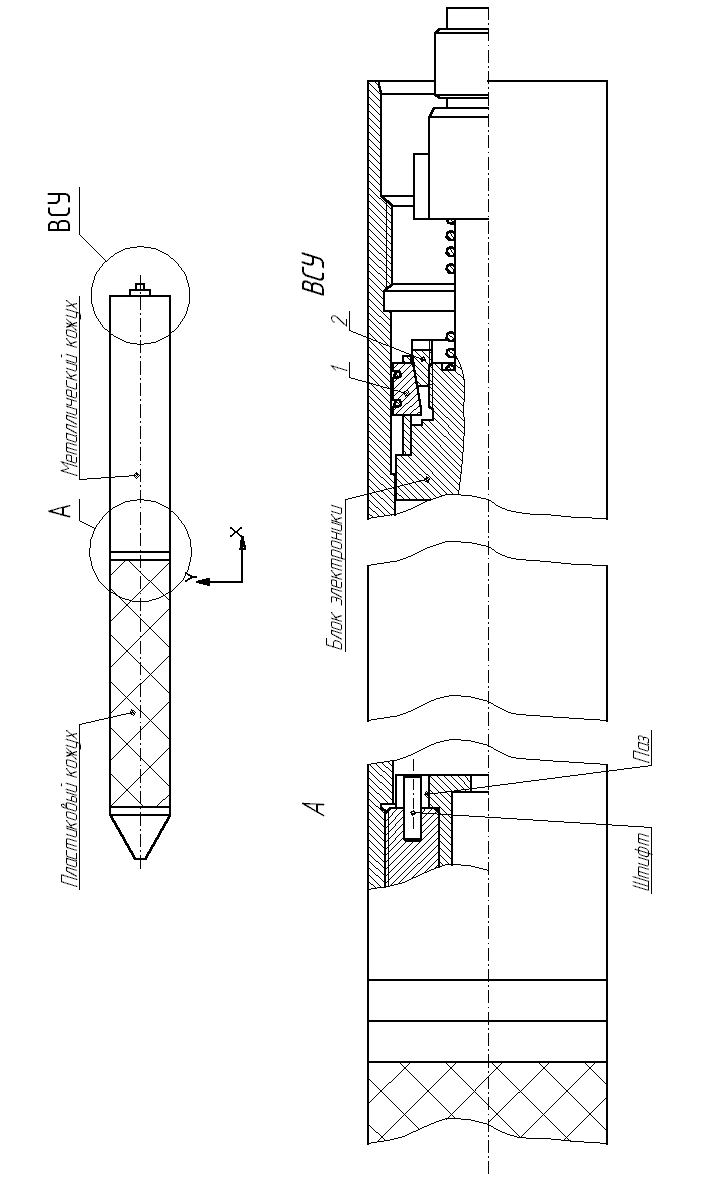 Пластиковый кожух
А
Металлический кожух
ВСУ
Y
X
А
Блок электроники
1
2
ВСУ
Штифт
Паз